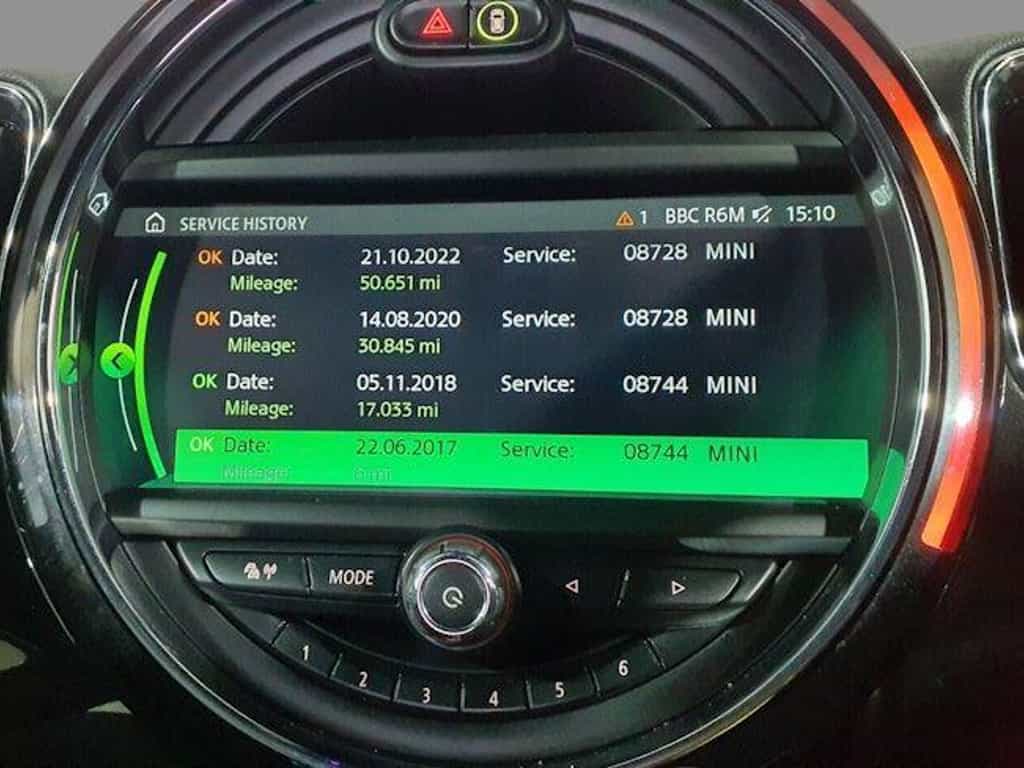 SERVICE HISTORY 1 BBC R6M 15:10
OK Date: 21.10.2022 Service: 08728 MINI
Mileage: 50.651 mi
OK Date: 14.08.2020 Service: 08728 MINI
Mileage: 30.845 mi
OK Date: 05.11.2018 Service: 08744 MINI
Mileage: 17.033 mi
OK Date: 22.06.2017 Service: 08744 MINI
Mileage: mi
MODE
1 2 3 4 5 6